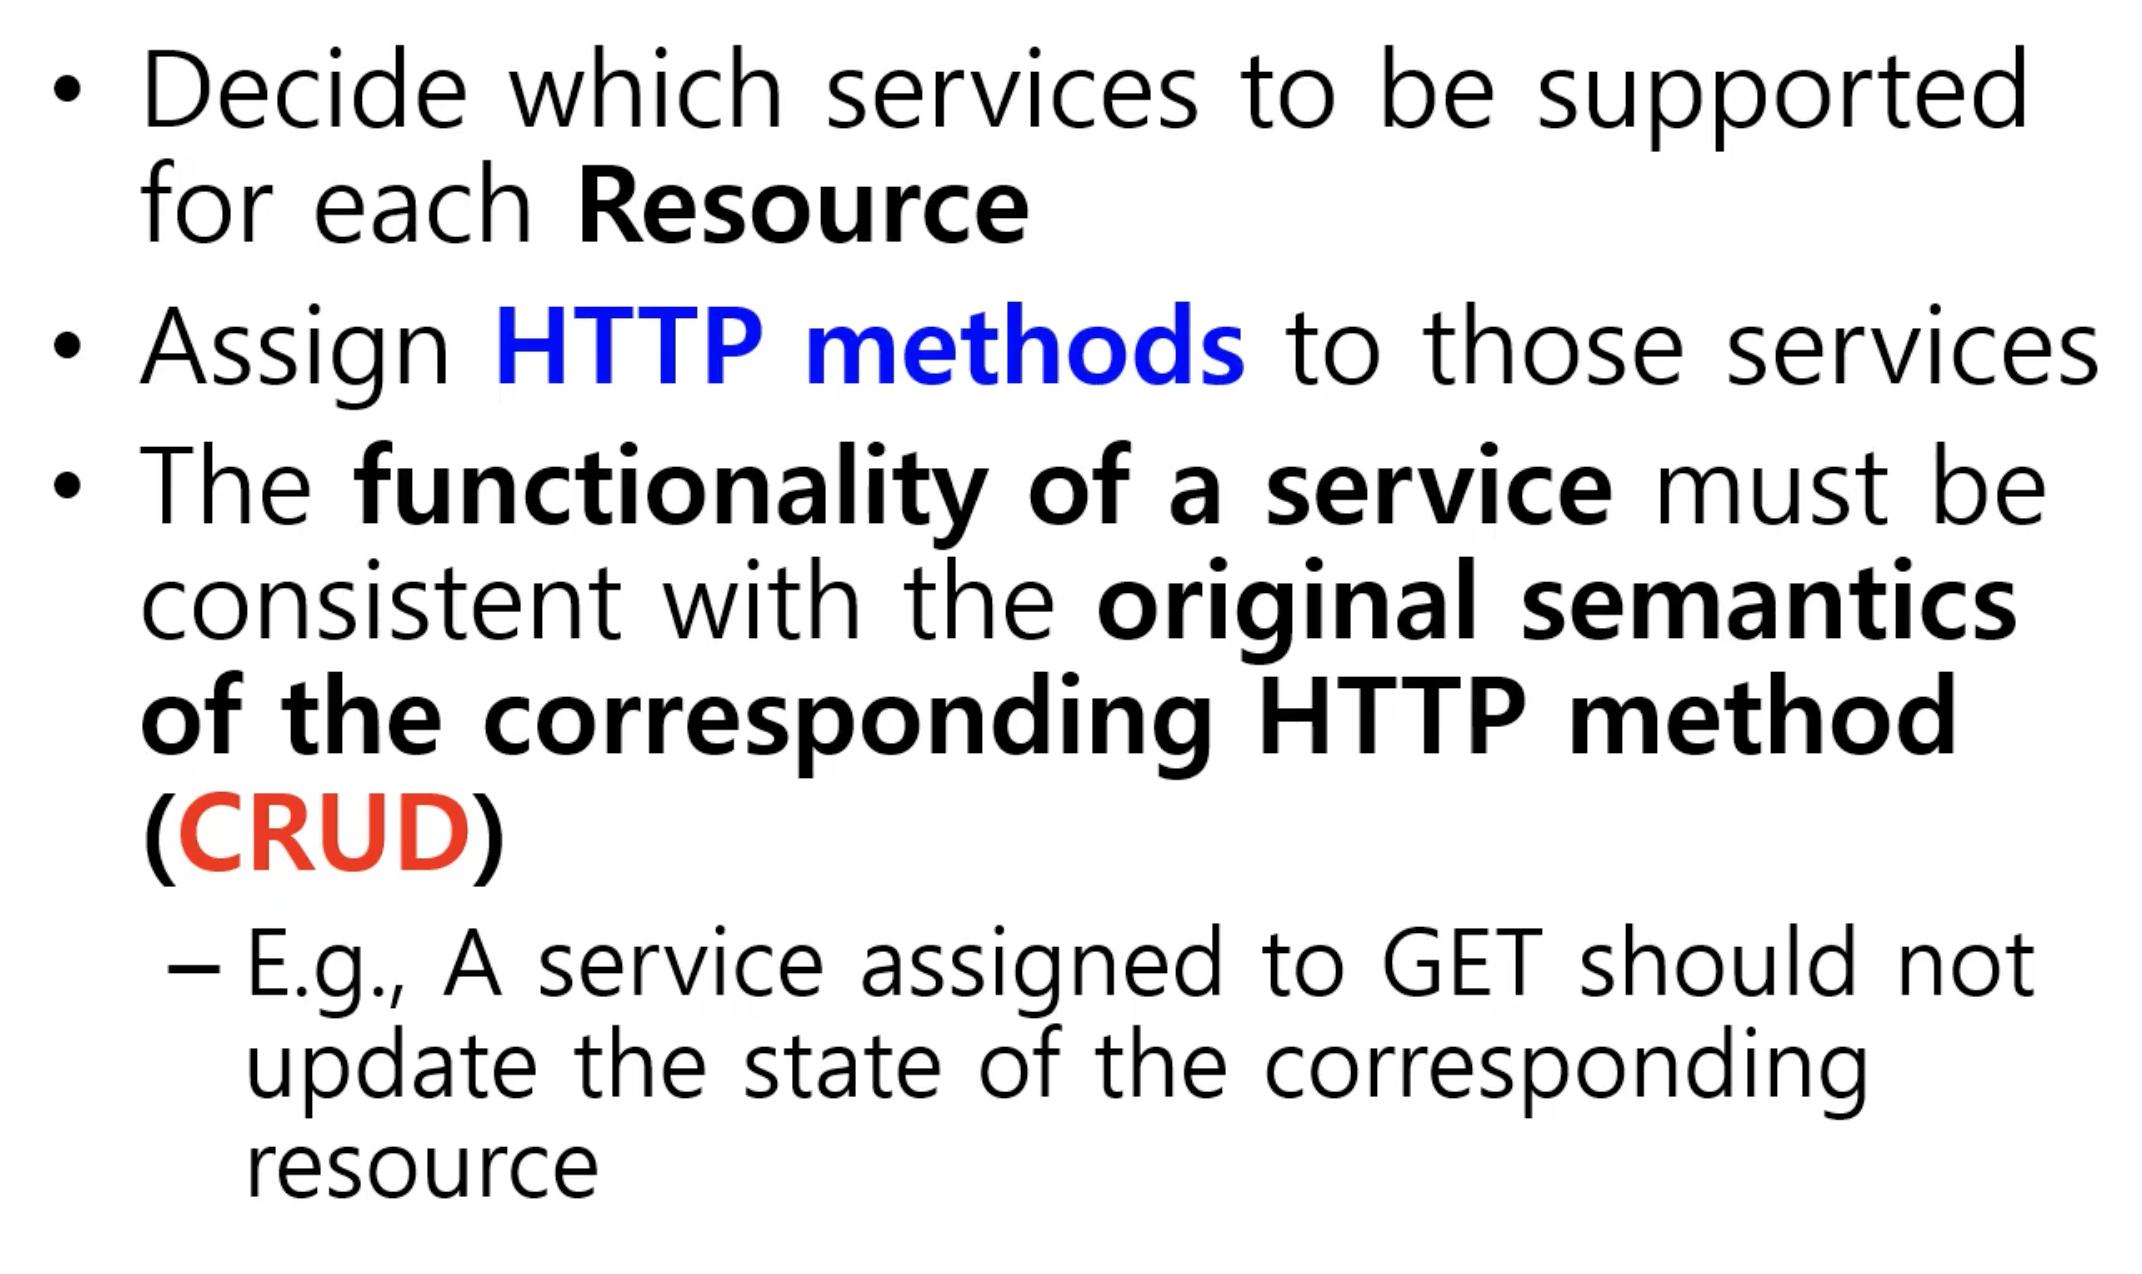 • Decide which services to be supported
for each Resource
• Assign HTTP methods to those services
• The functionality of a service must be
consistent with the original semantics
of the corresponding HTTP method
(CRUD)
– E.g., A service assigned to GET should not
update the state of the corresponding
resource